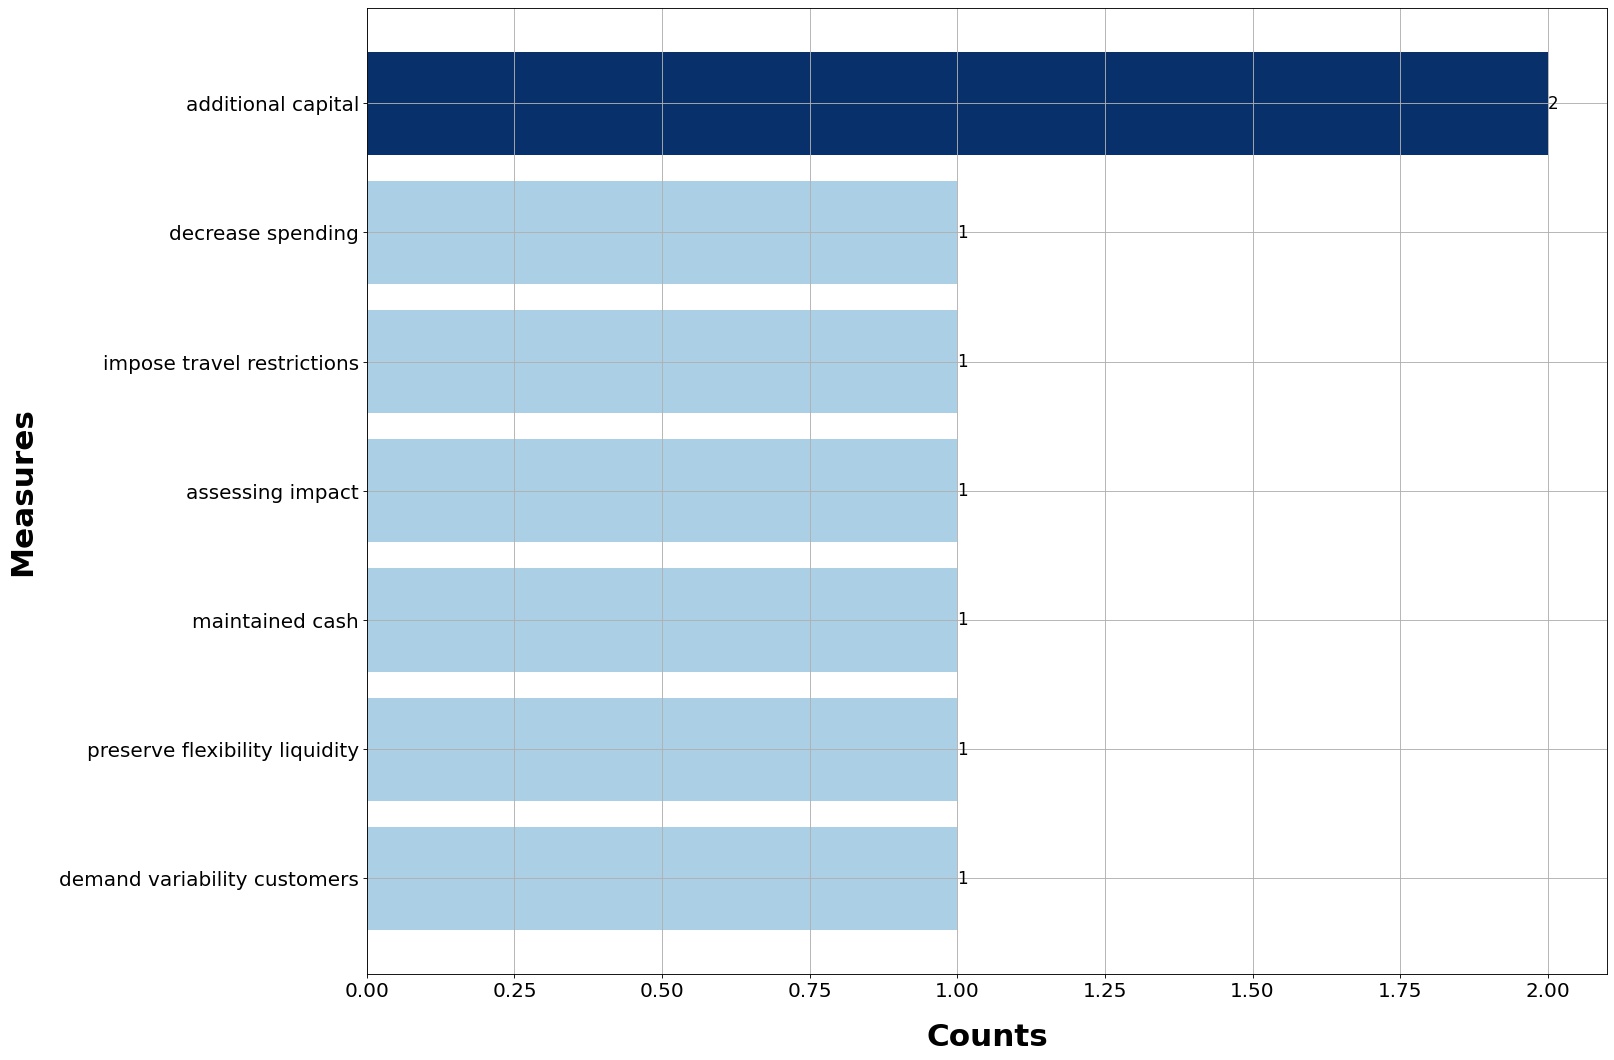 Measures
additional capital
2
decrease spending
1
impose travel restrictions
1
assessing impact
1
maintained cash
1
preserve flexibility liquidity
1
demand variability customers
1
0.00 0.25 0.50 0.75 1.00 1.25 1.50 1.75 2.00
Counts